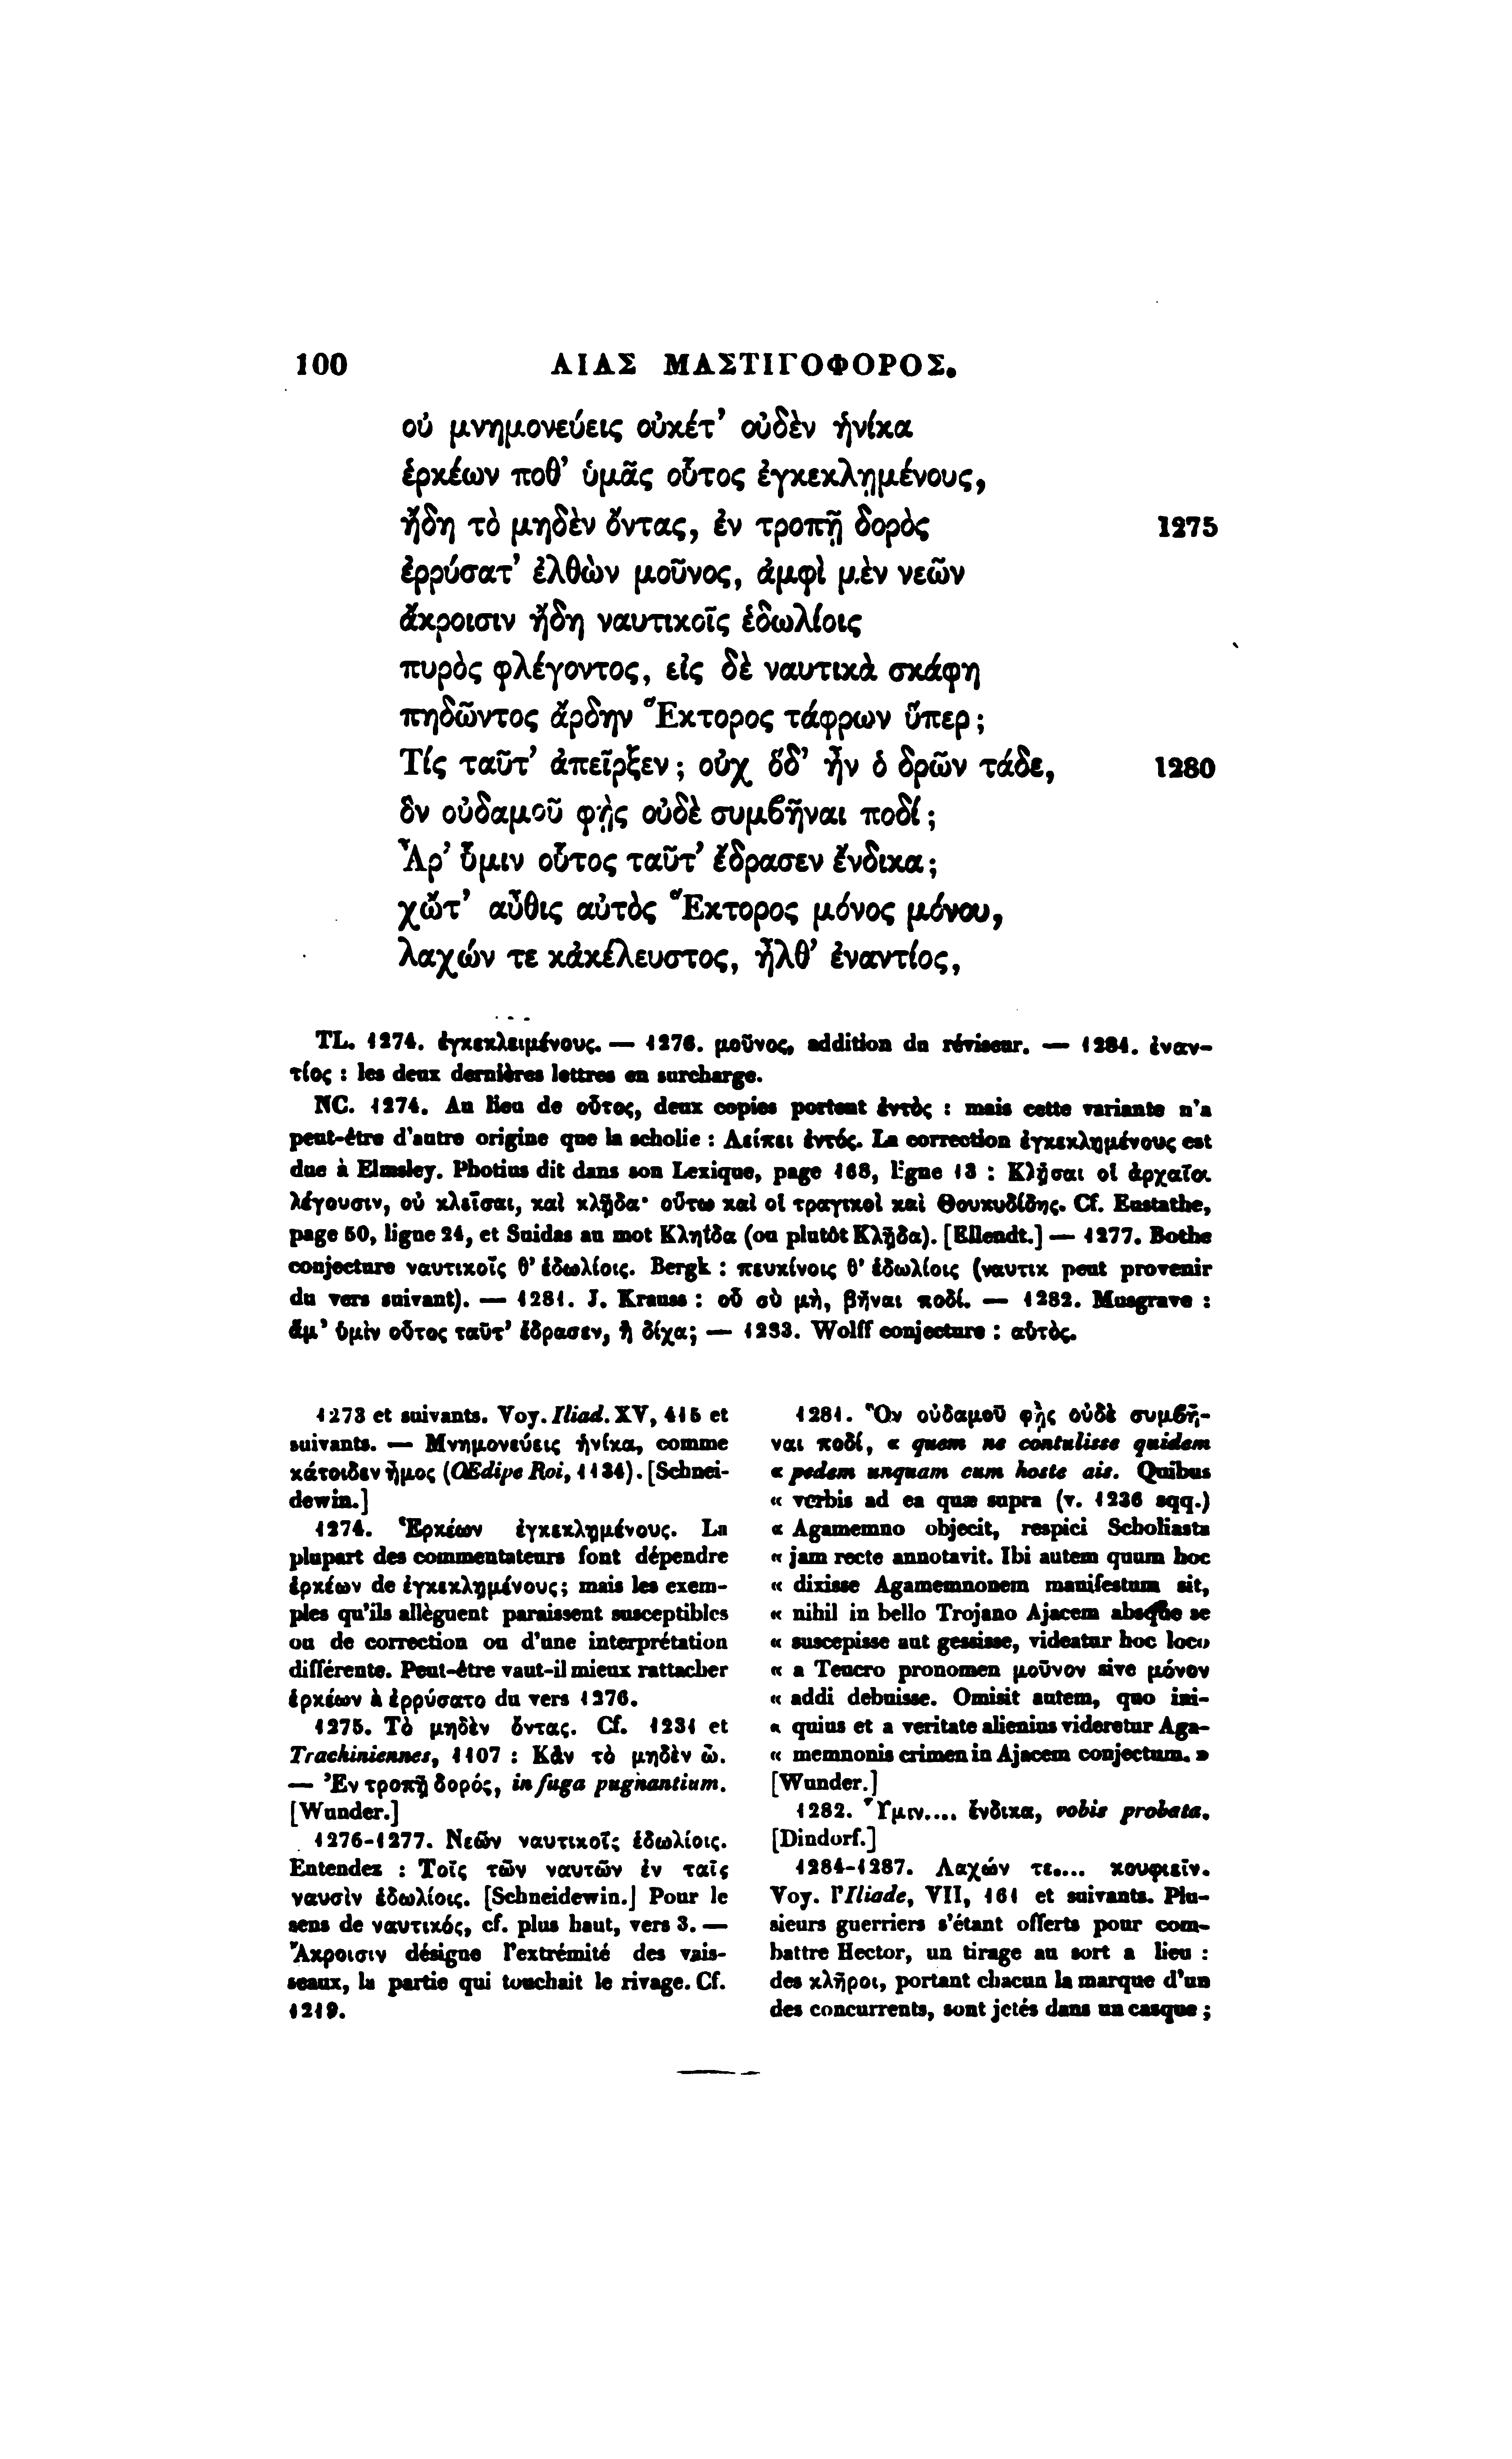 100 ΑΙΑΣ ΜΑΣΤΙΓΟΦΟΡΟΣ.
οὐ μνημονεύεις οὐκέτ’ οὐδὲν ἡνίκα
ἑρκέων ποθ’ ὑμᾶς οὗτος ἐγκεκλῃμένους,
ἤδη τὸ μηδὲν ὄντας, ἐν τροπῇ δορὸς 1275
ἐρρύσατ’ ἐλθὼν μοῦνος, ἀμφὶ μὲν νεῶν
ἄκροισιν ἤδη ναυτικοῖς ἑδωλίοις
πυρὸς φλέγοντος, εἰς δὲ ναυτικὰ σκάφη
πηδῶντος ἄρδην Ἕκτορος τάφρων ὕπερ ;
Τίς ταῦτ’ ἀπεῖρξεν ; οὐχ ὅδ’ ἦν ὁ δρῶν τάδε, 1280
ὃν οὐδαμοῦ φῂς οὐδὲ συμϐῆναι ποδί ;
Ἆρ’ ὕμιν οὗτος ταῦτ’ ἔδρασεν ἔνδικα ;
χὤτ’ αὖθις αὐτὸς Ἕκτορος μόνος μόνου,
λαχών τε κἀκέλευστος, ἦλθ’ ἐναντίος,
TL. 1274. ἐγκεκλειμένους. — 1276. μοῦνος, addition du réviseur. — 1284. ἐναν-
τίος : les deux dernières lettres en surcharge.
NC. 1274. Au lieu de οὗτος, deux copies portent ἐντὸς : mais cette variante n’a
peut-être d’autre origine que la scholie : Λείπει ἐντός. La correction ἐγκεκλῃμένους est
due à Elmsley. Photius dit dans son Lexique, page 168, ligne 13 : Κλῇσαι οἱ ἀρχαῖοι
λέγουσιν, οὐ κλεῖσαι, καὶ κλῇδα· οὕτω καὶ οἱ τραγικοὶ καὶ Θουκυδίδης. Cf. Eustathe,
page 50, ligne 24, et Suidas au mot Κληῖδα (ou plutôt Κλῇδα). [Ellendt.] — 1277. Bothe
conjecture ναυτικοῖς θ’ ἑδωλίοις. Bergk : πευκίνοις θ’ ἑδωλίοις (ναυτικ peut provenir
du vers suivant). — 1281. J. Krauss : οὗ σὺ μὴ, βῆναι ποδί. — 1282. Musgrave :
ἅμ’ ὑμὶν οὗτος ταῦτ’ ἔδρασεν, ἢ δίχα; — 1283. Wolff conjecture : αὑτὸς.
1273 et suivants. Voy. Iliad. XV, 415 et
suivants. — Μνημονεύεις ἡνίκα, comme
κάτοιδεν ἦμος (Œdipe Roi, 1134). [Schnei-
dewin.]
1274. Ἑρκέων ἐγκεκλῃμένους. La
plupart des commentateurs font dépendre
ἑρκέων de ἐγκεκλῃμένους; mais les exem-
ples qu’ils allèguent paraissent susceptibles
ou de correction ou d’une interprétation
différente. Peut-être vaut-il mieux rattacher
ἑρκέων à ἐρρύσατο du vers 1276.
1275. Τὸ μηδὲν ὄντας. Cf. 1231 et
Trachiniennes, 1107 : Κἂν τὸ μηδὲν ὦ.
— Ἐν τροπῇ δορός, in fuga pugnantium.
[Wunder.]
1276-1277. Νεῶν ναυτικοῖς ἑδωλίοις.
Entendez : Τοῖς τῶν ναυτῶν ἐν ταῖς
ναυσὶν ἑδωλίοις. [Schneidewin.] Pour le
sens de ναυτικός, cf. plus haut, vers 3. —
Ἄκροισιν désigne l’extrémité des vais-
seaux, la partie qui touchait le rivage. Cf.
1219.
1281. Ὃν οὐδαμοῦ φῂς οὐδὲ συμϐῆ-
ναι ποδί, « quem ne contulisse quidem
« pedem unquam cum hoste ais. Quibus
« verbis ad ea quæ supra (v. 1236 sqq.)
« Agamemno objecit, respici Scholiasta
« jam recte annotavit. Ibi autem quum hoc
« dixisse Agamemnonem manifestum sit,
« nihil in bello Trojano Ajacem absque se
« suscepisse aut gessisse, videatur hoc loco
« a Teucro pronomen μοῦνον sive μόνον
« addi debuisse. Omisit autem, quo ini-
« quius et a veritate alienius videretur Aga-
« memnonis crimen in Ajacem conjectum. »
[Wunder.]
1282. Ὕμιν.... ἔνδικα, vobis probata.
[Dindorf.]
1284-1287. Λαχών τε.... κουφιεῖν.
Voy. l’Iliade, VII, 161 et suivants. Plu-
sieurs guerriers s’étant offerts pour com-
battre Hector, un tirage au sort a lieu :
des κλῆροι, portant chacun la marque d’un
des concurrents, sont jetés dans un casque ;